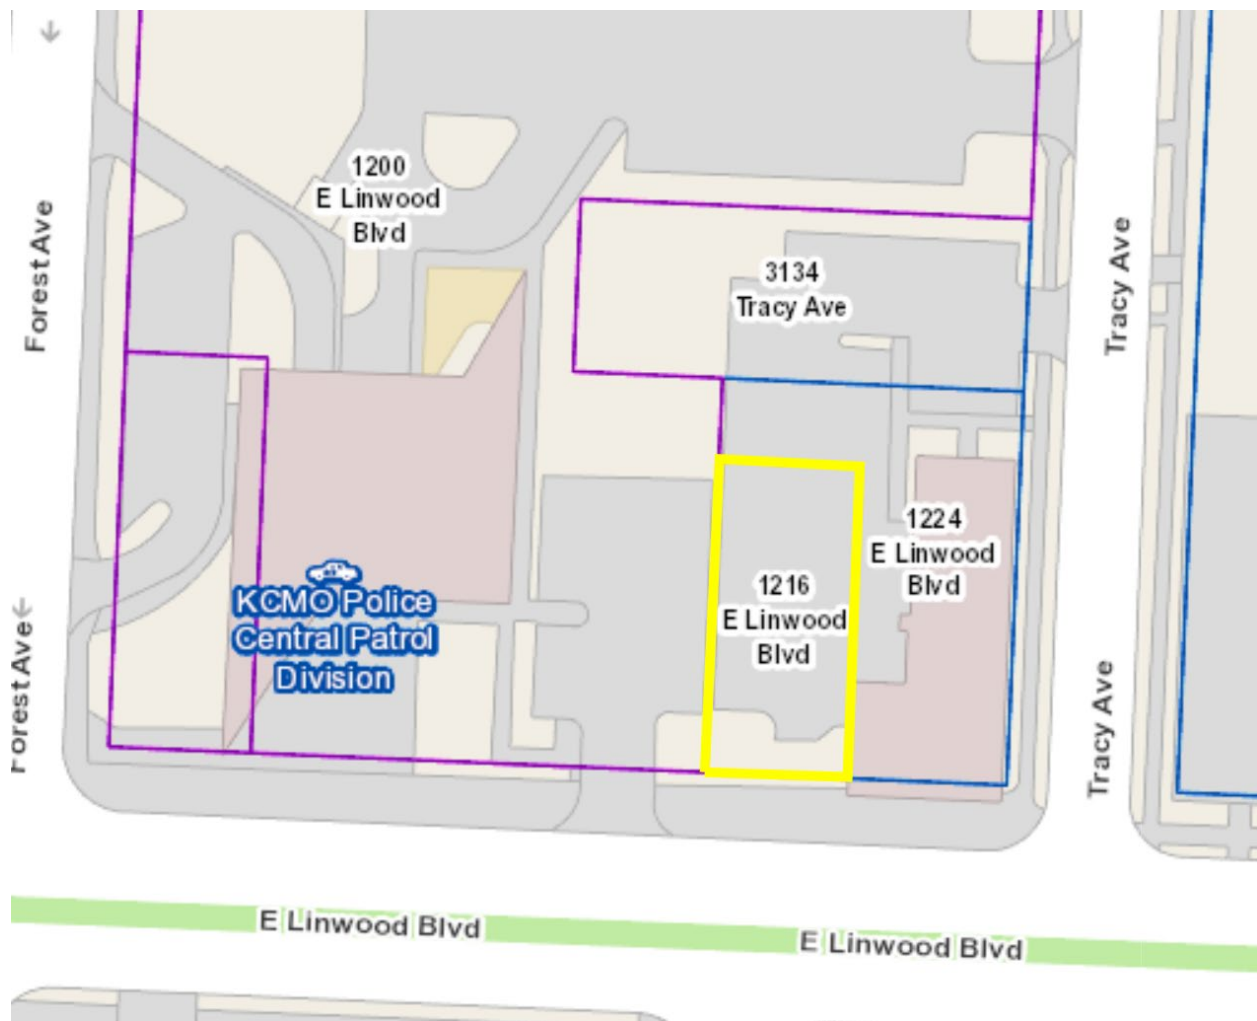 1200
E Linwood
Blvd
Forest Ave
3134
Tracy Ave
Tracy Ave
1224
E Linwood
Blvd
1216
E Linwood
Blvd
KCMO Police
Central Patrol
Division
Forest Ave
Tracy Ave
E Linwood Blvd
E Linwood Blvd